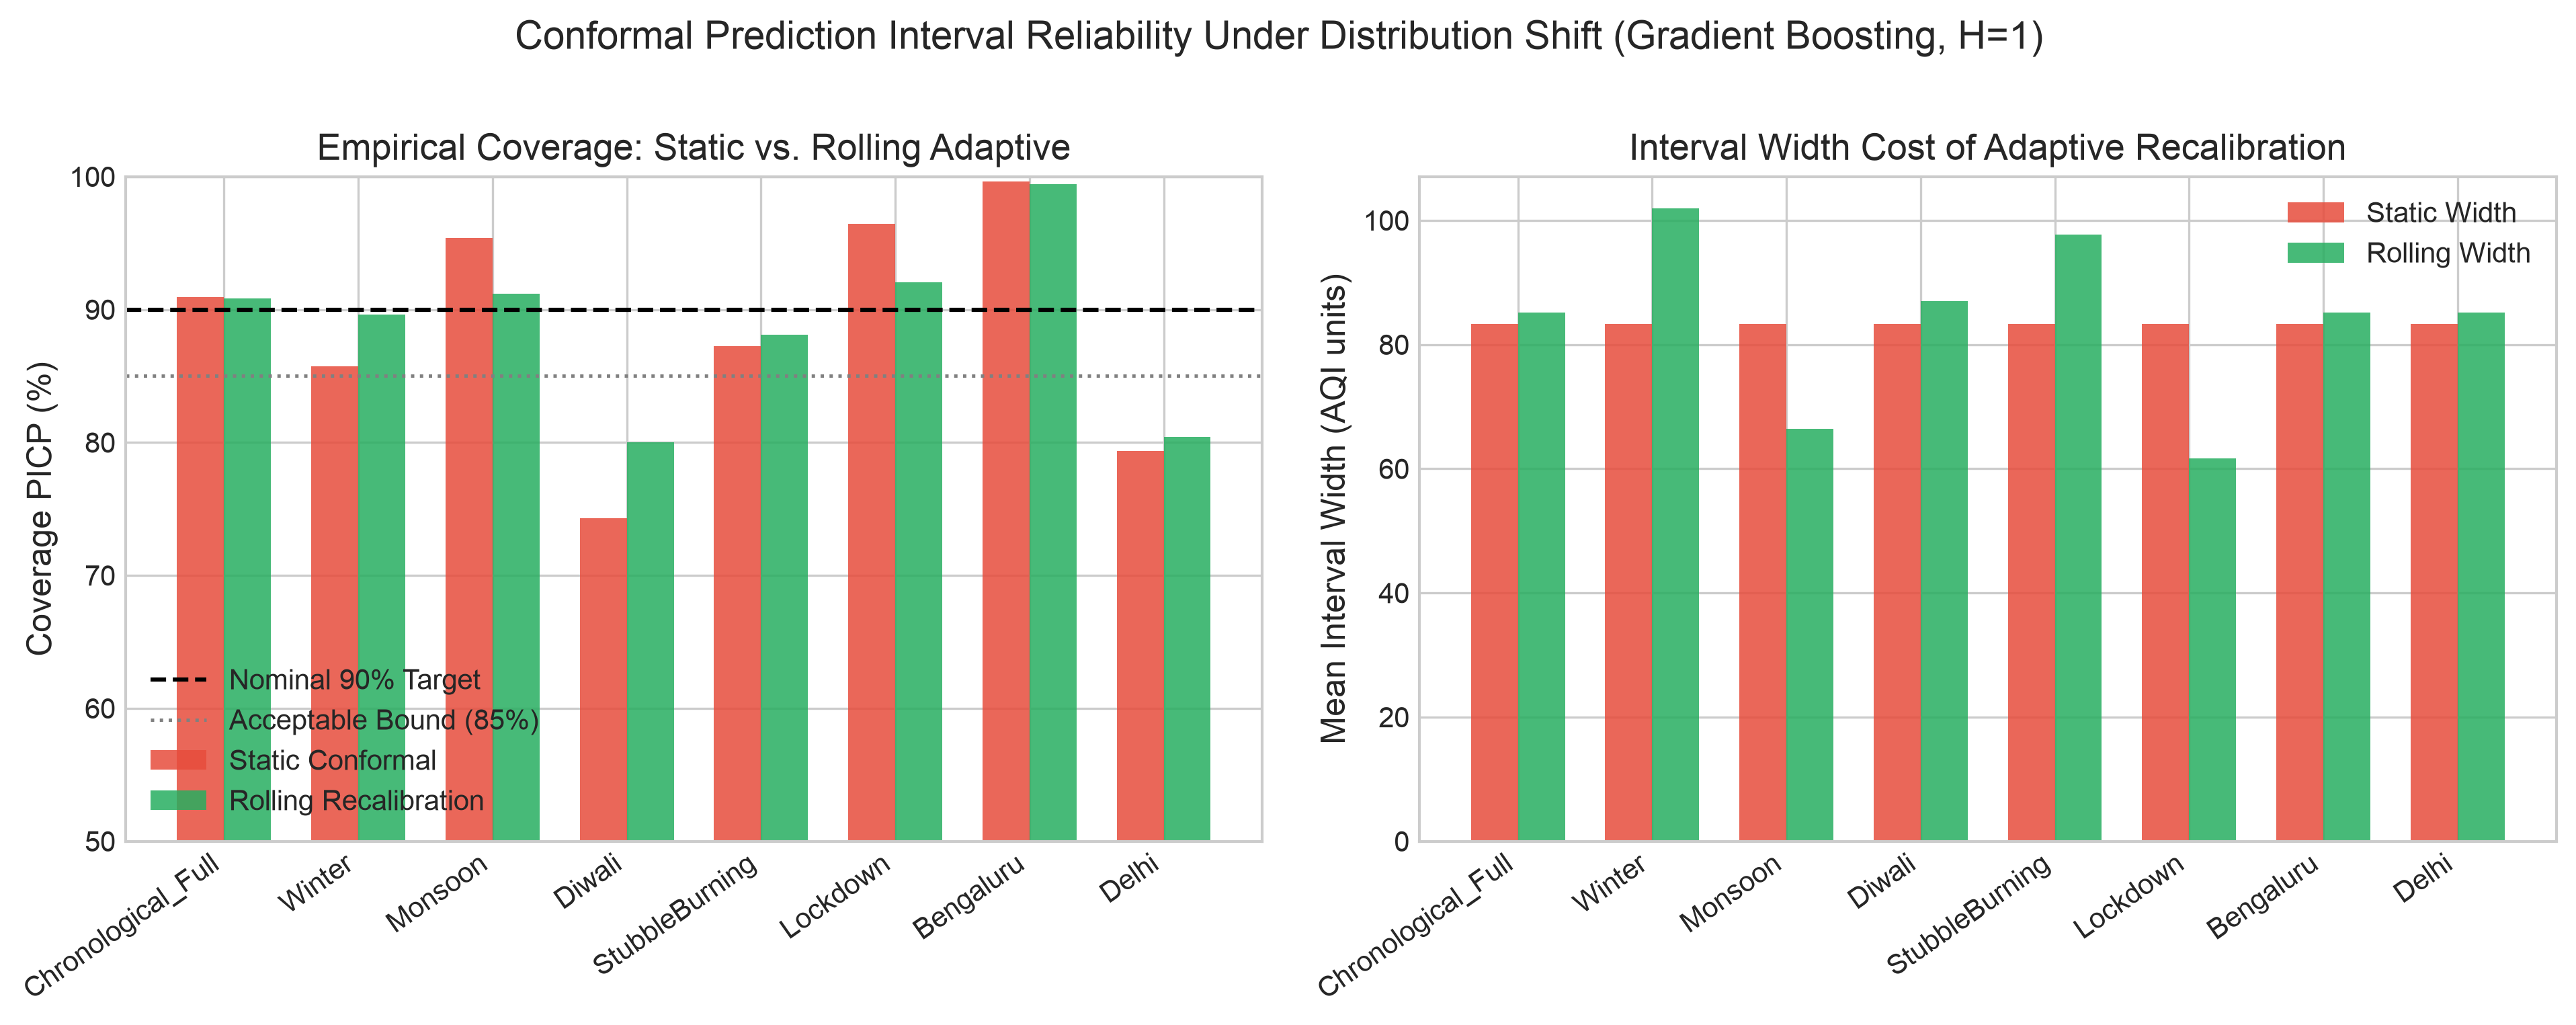 Conformal Prediction Interval Reliability Under Distribution Shift (Gradient Boosting, H=1)
Empirical Coverage: Static vs. Rolling Adaptive
Coverage PICP (%)
100
90
80
70
60
50
Nominal 90% Target
Acceptable Bound (85%)
Static Conformal
Rolling Recalibration
Chronological_Full
Winter
Monsoon
Diwali
StubbleBurning
Lockdown
Bengaluru
Delhi
Interval Width Cost of Adaptive Recalibration
Mean Interval Width (AQI units)
100
80
60
40
20
0
Static Width
Rolling Width
Chronological_Full
Winter
Monsoon
Diwali
StubbleBurning
Lockdown
Bengaluru
Delhi